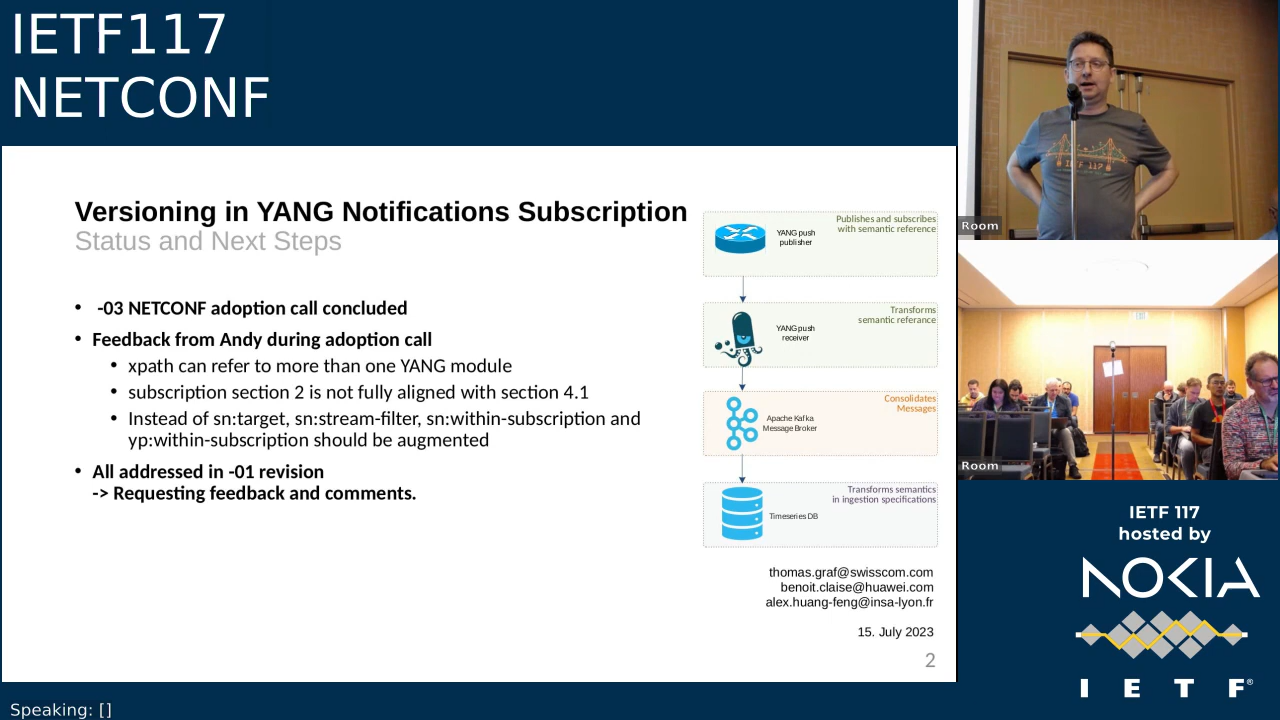 IETF117
NETCONF
Versioning in YANG Notifications Subscription
Status and Next Steps
• -03 NETCONF adoption call concluded
• Feedback from Andy during adoption call
• xpath can refer to more than one YANG module
• subscription section 2 is not fully aligned with section 4.1
• Instead of sn:target, sn:stream-filter, sn:within-subscription and
yp:within-subscription should be augmented
• All addressed in -01 revision
-> Requesting feedback and comments.
Publishes and subscribes
with semantic reference
YANG push
publisher
Transforms
semantic referance
YANG push
receiver
Consolidates
Messages
Apache Kafka
Message Broker
Transforms semantics
in ingestion specifications
Timeseries DB
thomas.graf@swisscom.com
benoit.claise@huawei.com
alex.huang-feng@insa-lyon.fr
15. July 2023
2
Speaking: []
IETF 117
Room
Room
IETF 117
hosted by
NOKIA
I E T F®